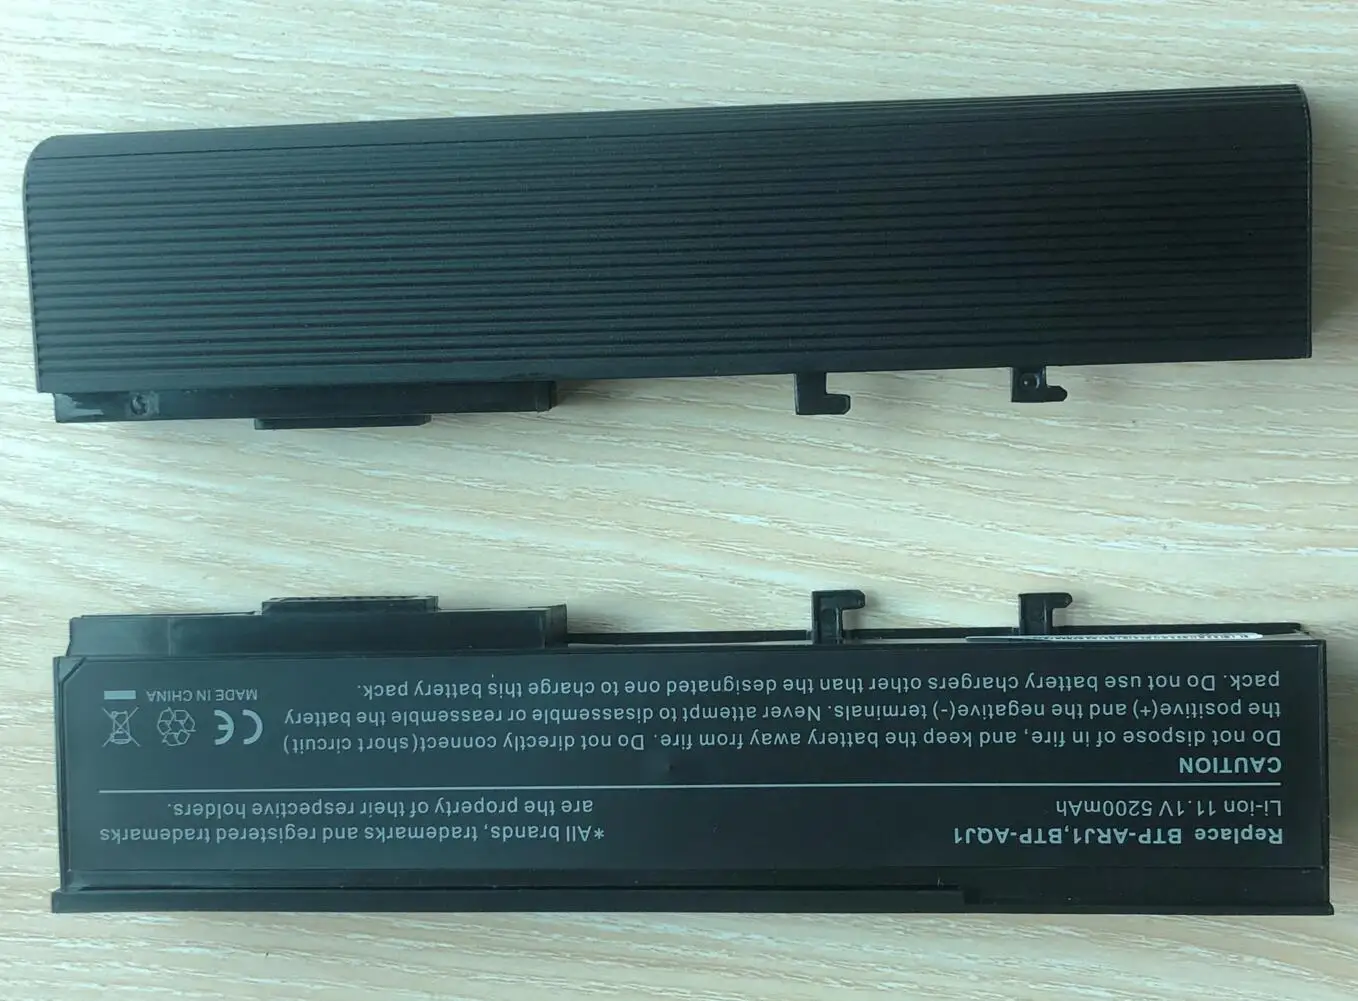 Replace BTP-ARJ1,BTP-AQJ1
Li-ion 11.1V 5200mAh
*All brands, trademarks and registered trademarks
are the property of their respective holders.
CAUTION
Do not dispose of in fire, and keep the battery away from fire. Do not directly connect(short circuit)
the positive(+) and the negative(-) terminals. Never attempt to disassemble or reassemble the battery
pack. Do not use battery chargers other than the designated one to charge this battery pack.
CE
MADE IN CHINA